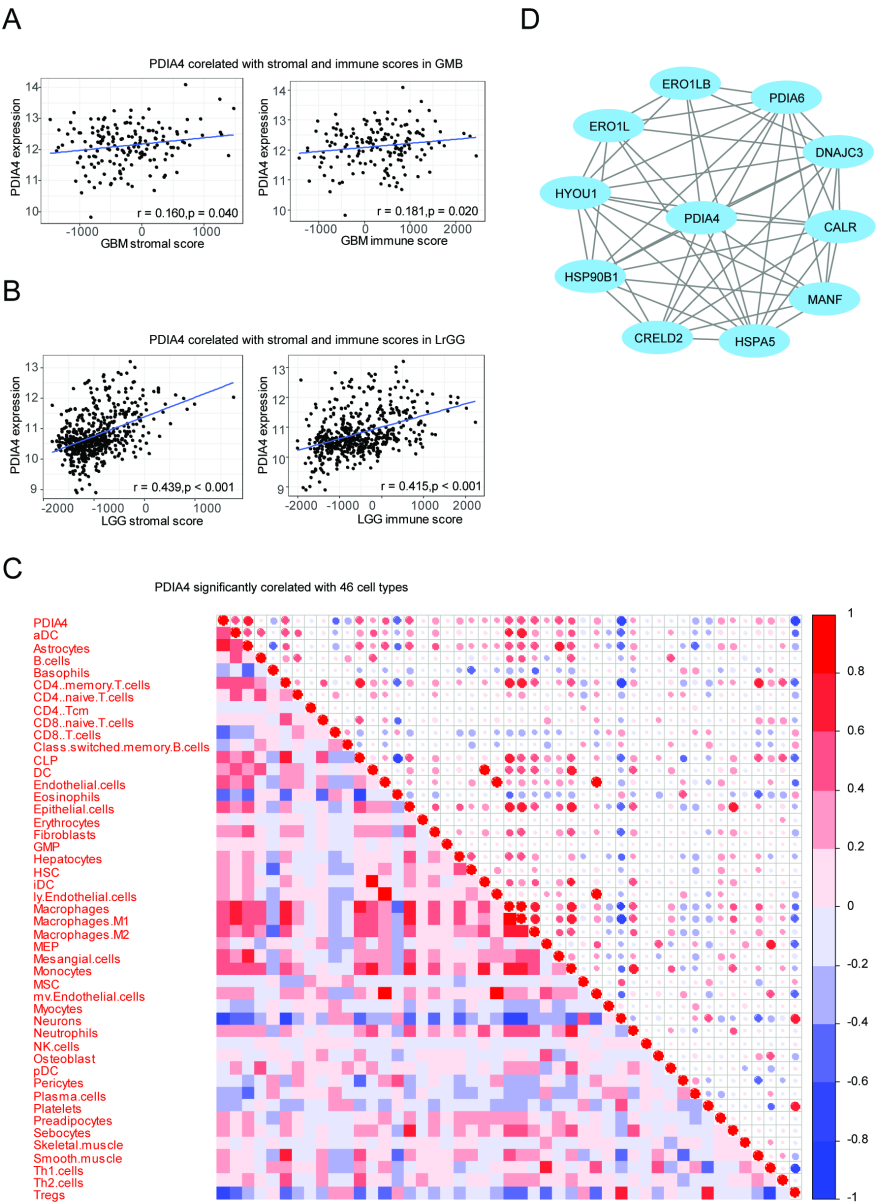 A
PDIA4 corelated with stromal and immune scores in GMB
PDIA4 expression
14
13
12
11
10
r = 0.160,p = 0.040
-1000
0
1000
GBM stromal score
PDIA4 expression
14
13
12
11
10
r = 0.181,p = 0.020
-1000
0
1000
2000
GBM immune score
B
PDIA4 corelated with stromal and immune scores in LrGG
PDIA4 expression
13
12
11
10
9
r = 0.439,p < 0.001
-2000
-1000
0
1000
LGG stromal score
PDIA4 expression
13
12
11
10
9
r = 0.415,p < 0.001
-2000
-1000
0
1000
2000
LGG immune score
D
ERO1LB
PDIA6
ERO1L
DNAJC3
HYOU1
PDIA4
CALR
HSP90B1
MANF
CRELD2
HSPA5
C
PDIA4 significantly corelated with 46 cell types
PDIA4
aDC
Astrocytes
B.cells
Basophils
CD4..memory.T.cells
CD4..naive.T.cells
CD4..Tcm
CD8..naive.T.cells
CD8..T.cells
Class.switched.memory.B.cells
CLP
DC
Endothelial.cells
Eosinophils
Epithelial.cells
Erythrocytes
Fibroblasts
GMP
Hepatocytes
HSC
iDC
ly.Endothelial.cells
Macrophages
Macrophages.M1
Macrophages.M2
MEP
Mesangial.cells
Monocytes
MSC
mv.Endothelial.cells
Myocytes
Neurons
Neutrophils
NK.cells
Osteoblast
pDC
Pericytes
Plasma.cells
Platelets
Preadipocytes
Sebocytes
Skeletal.muscle
Smooth.muscle
Th1.cells
Th2.cells
Tregs
1
0.8
0.6
0.4
0.2
0
-0.2
-0.4
-0.6
-0.8
-1